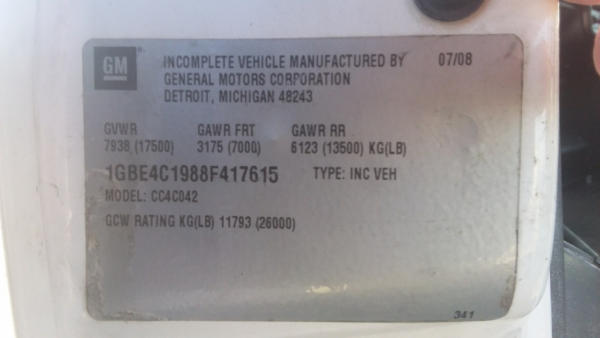 GM INCOMPLETE VEHICLE MANUFACTURED BY 07/08
GENERAL MOTORS CORPORATION
DETROIT, MICHIGAN 48243
GVWR GAWR FRT GAWR RR
7938 (17500) 3175 (7000) 6123 (13500) KG(LB)
1GBE4C1988F417615 TYPE: INC VEH
MODEL: CC4C042
GCW RATING KG(LB) 11793 (26000)
341